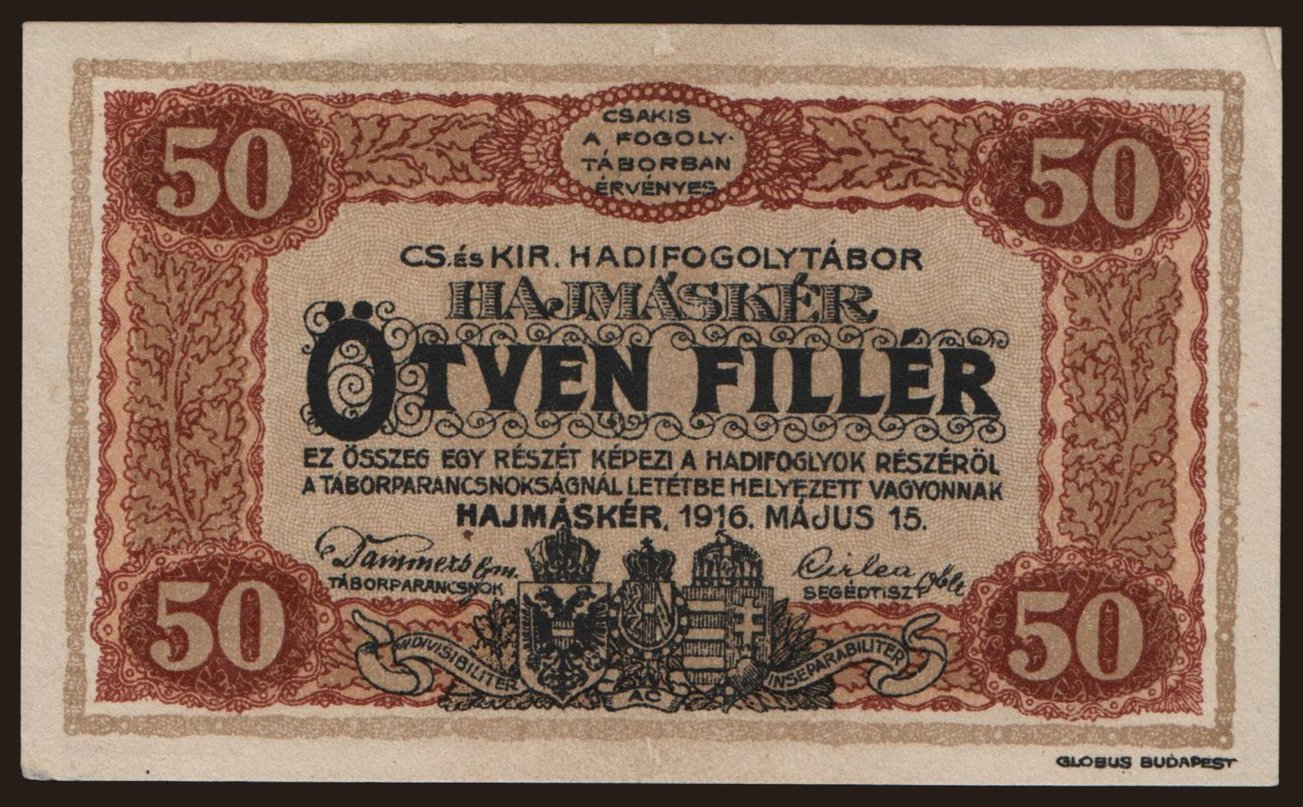 50
CSAKIS
A FOGOLY-
TÁBORBAN
ÉRVÉNYES
50
CS. és KIR. HADIFOGOLYTÁBOR
HAJMÁSKÉR
ÖTVEN FILLÉR
EZ ÖSSZEG EGY RÉSZÉT KÉPEZI A HADIFOGLYOK RÉSZÉRÖL
A TÁBORPARANCSNOKSÁGNÁL LETÉTBE HELYEZETT VAGYONNAK
HAJMÁSKÉR, 1916. MÁJUS 15.
TÁBORPARANCSNOK
SEGÉDTISZT
50
INDIVISIBILITER
AC
INSEPARABILITER
50
GLOBUS BUDAPEST